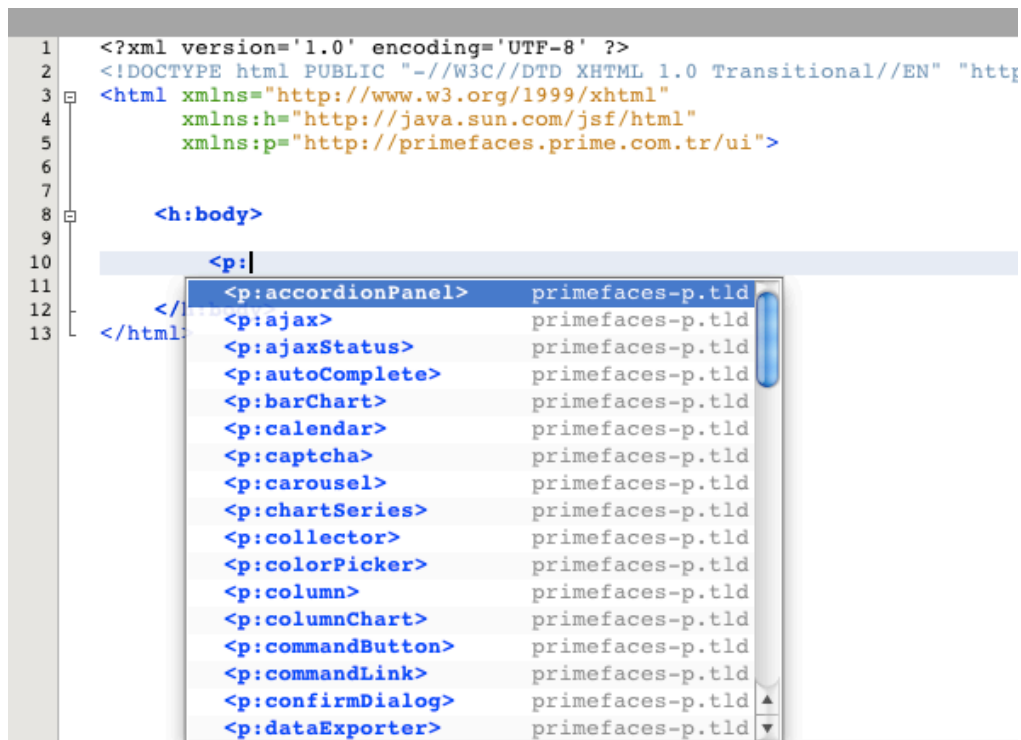 1 <?xml version='1.0' encoding='UTF-8' ?>
2 <!DOCTYPE html PUBLIC "-//W3C//DTD XHTML 1.0 Transitional//EN" "http
3 <html xmlns="http://www.w3.org/1999/xhtml"
4 xmlns:h="http://java.sun.com/jsf/html"
5 xmlns:p="http://primefaces.prime.com.tr/ui">
6
7
8 <h:body>
9
10 <p:
11
12 </h:body>
13 </html>
<p:accordionPanel> primefaces-p.tld
<p:ajax> primefaces-p.tld
<p:ajaxStatus> primefaces-p.tld
<p:autoComplete> primefaces-p.tld
<p:barChart> primefaces-p.tld
<p:calendar> primefaces-p.tld
<p:captcha> primefaces-p.tld
<p:carousel> primefaces-p.tld
<p:chartSeries> primefaces-p.tld
<p:collector> primefaces-p.tld
<p:colorPicker> primefaces-p.tld
<p:column> primefaces-p.tld
<p:columnChart> primefaces-p.tld
<p:commandButton> primefaces-p.tld
<p:commandLink> primefaces-p.tld
<p:confirmDialog> primefaces-p.tld
<p:dataExporter> primefaces-p.tld